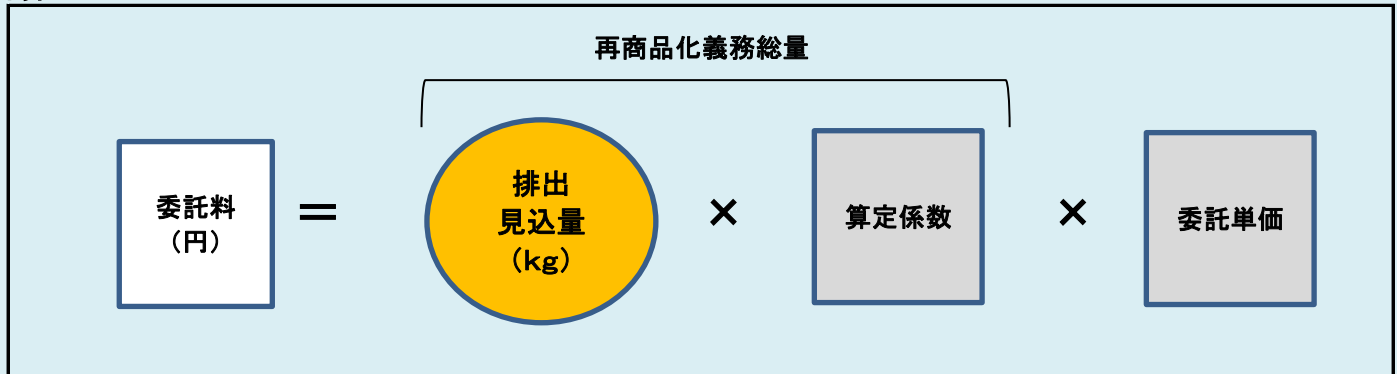 再商品化義務総量
委託料
（円）
＝
排出
見込量
（kg）
×
算定係数
×
委託単価